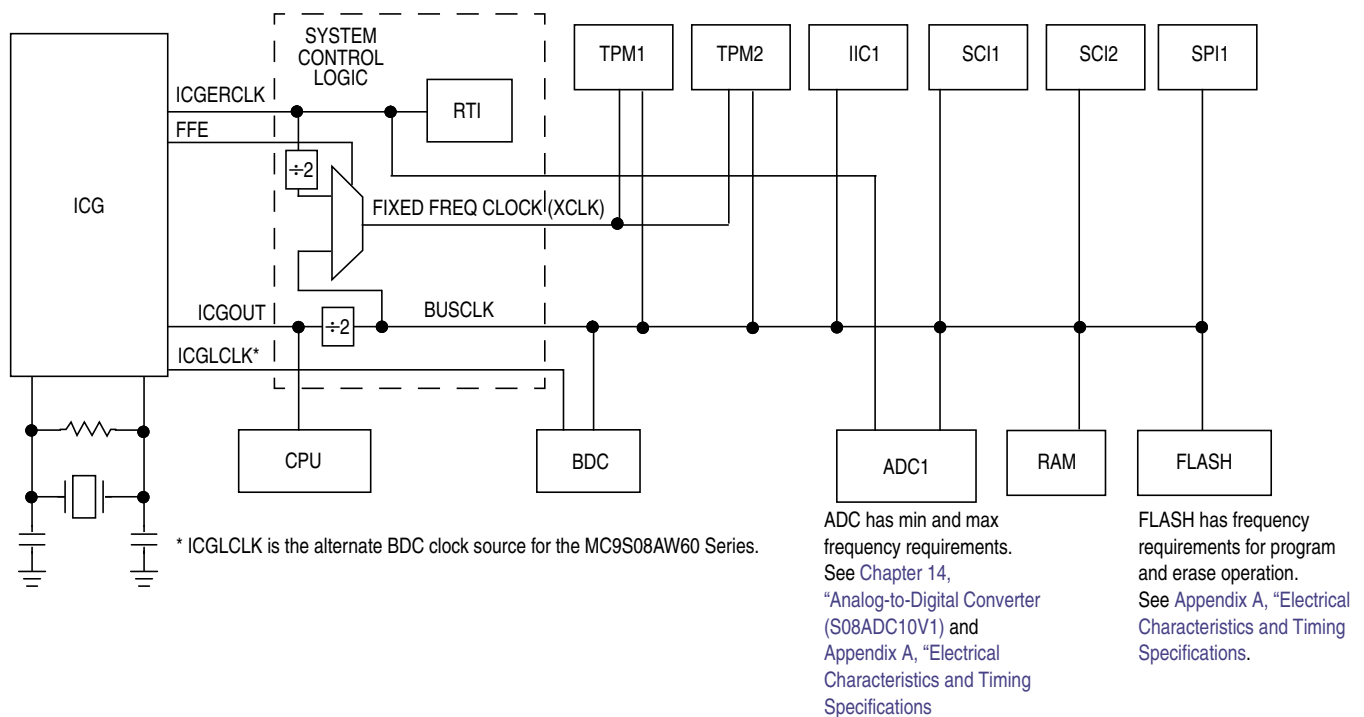 SYSTEM
CONTROL
LOGIC
TPM1
TPM2
IIC1
SCI1
SCI2
SPI1
ICGERCLK
RTI
FFE
÷2
ICG
FIXED FREQ CLOCK (XCLK)
ICGOUT
÷2
BUSCLK
ICGLCLK*
CPU
BDC
ADC1
RAM
FLASH
* ICGLCLK is the alternate BDC clock source for the MC9S08AW60 Series.
ADC has min and max
frequency requirements.
See Chapter 14,
“Analog-to-Digital Converter
(S08ADC10V1) and
Appendix A, “Electrical
Characteristics and Timing
Specifications
FLASH has frequency
requirements for program
and erase operation.
See Appendix A, “Electrical
Characteristics and Timing
Specifications.